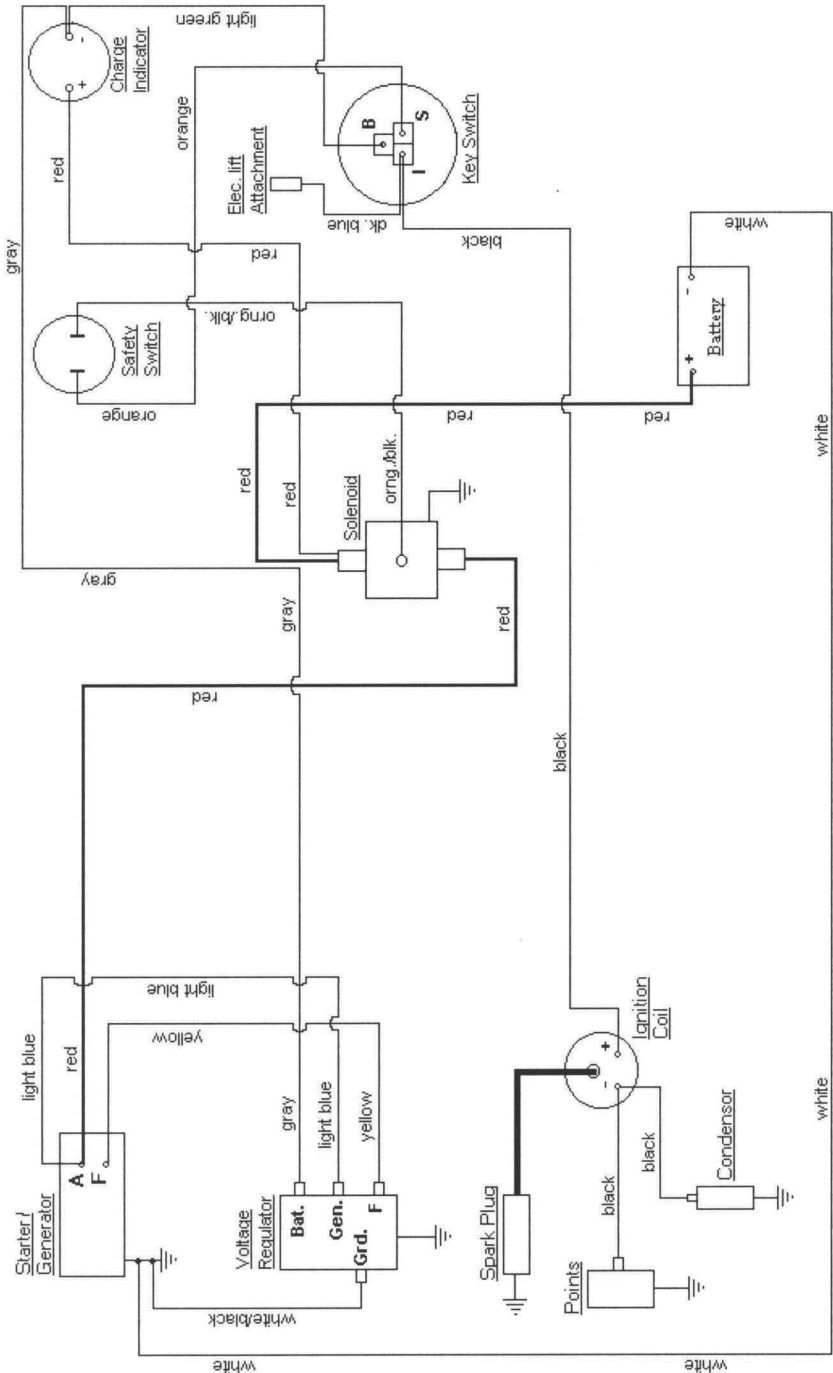 Starter /
Generator
A
F
light blue
red
light blue
yellow
Voltage
Regulator
Bat.
Gen.
F
Grd.
gray
light blue
yellow
white/black
white
white
white
white
white
gray
gray
gray
red
red
Safety
Switch
orange
orng./blk.
Charge
Indicator
+
-
red
red
light green
orange
Elec. lift
Attachment
dk. blue
B
S
I
Key Switch
black
Solenoid
red
red
orng./blk.
red
red
Battery
+
-
black
Spark Plug
Ignition
Coil
+
-
black
black
Points
Condensor